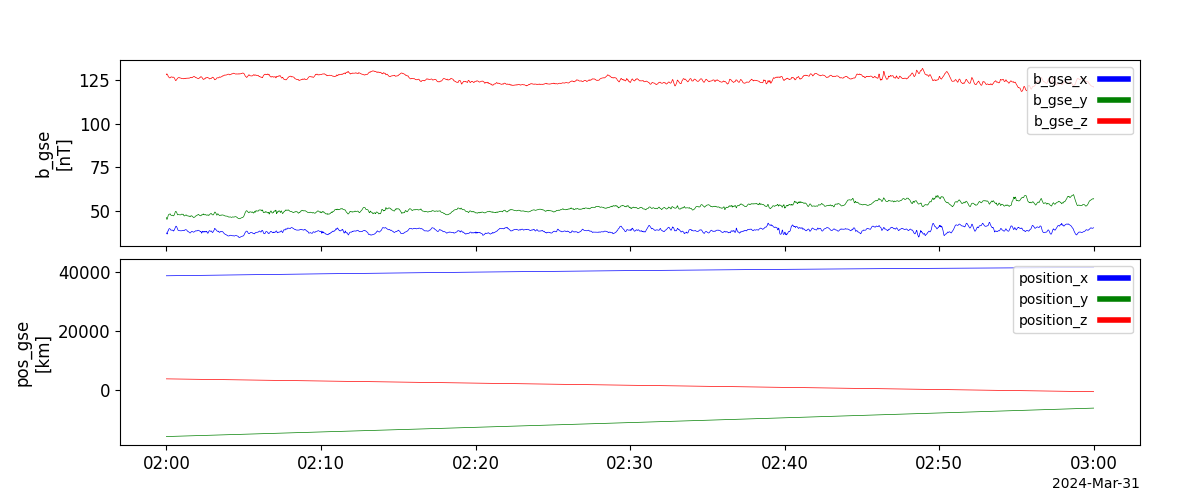 125
100
75
50
b_gse
[nT]
b_gse_x
b_gse_y
b_gse_z
40000
20000
0
pos_gse
[km]
position_x
position_y
position_z
02:00 02:10 02:20 02:30 02:40 02:50 03:00
2024-Mar-31